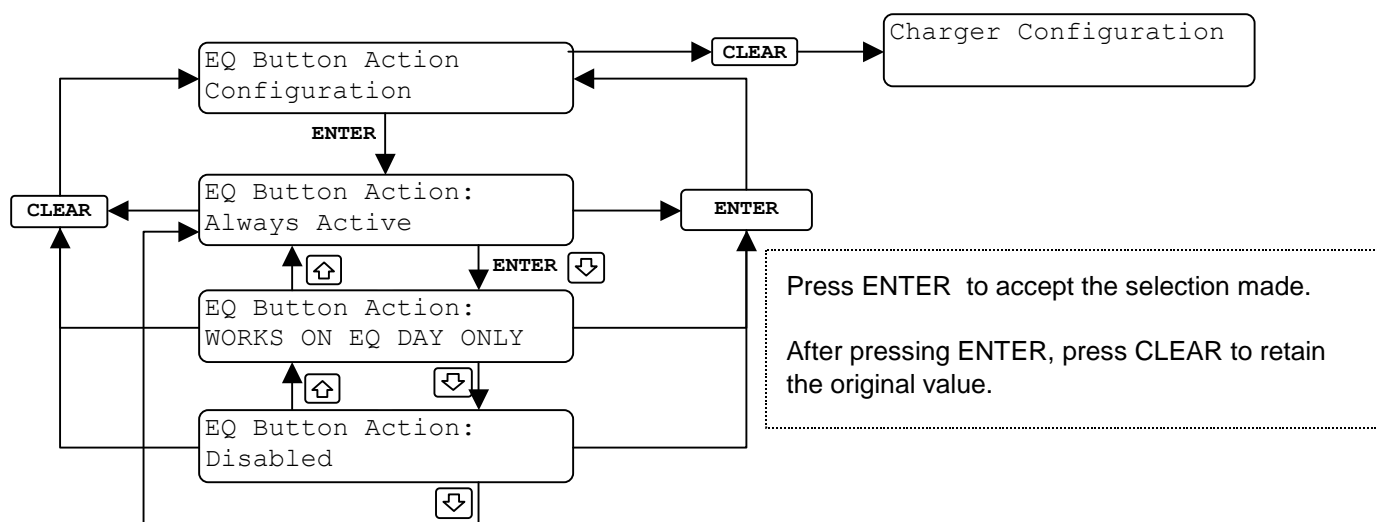 EQ Button Action
Configuration
CLEAR
Charger Configuration
ENTER
EQ Button Action:
Always Active
CLEAR
ENTER
ENTER
EQ Button Action:
WORKS ON EQ DAY ONLY
EQ Button Action:
Disabled
Press ENTER  to accept the selection made.
After pressing ENTER, press CLEAR to retain
the original value.